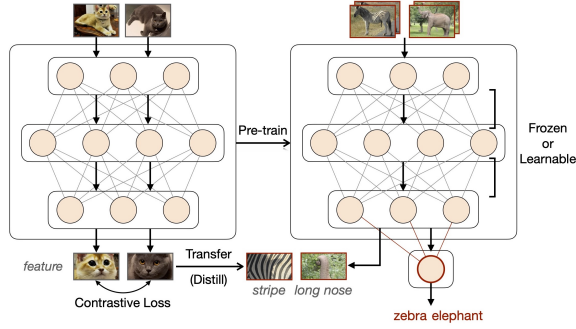 Pre-train
Frozen
or
Learnable
feature
Transfer
(Distill)
Contrastive Loss
stripe
long nose
zebra elephant